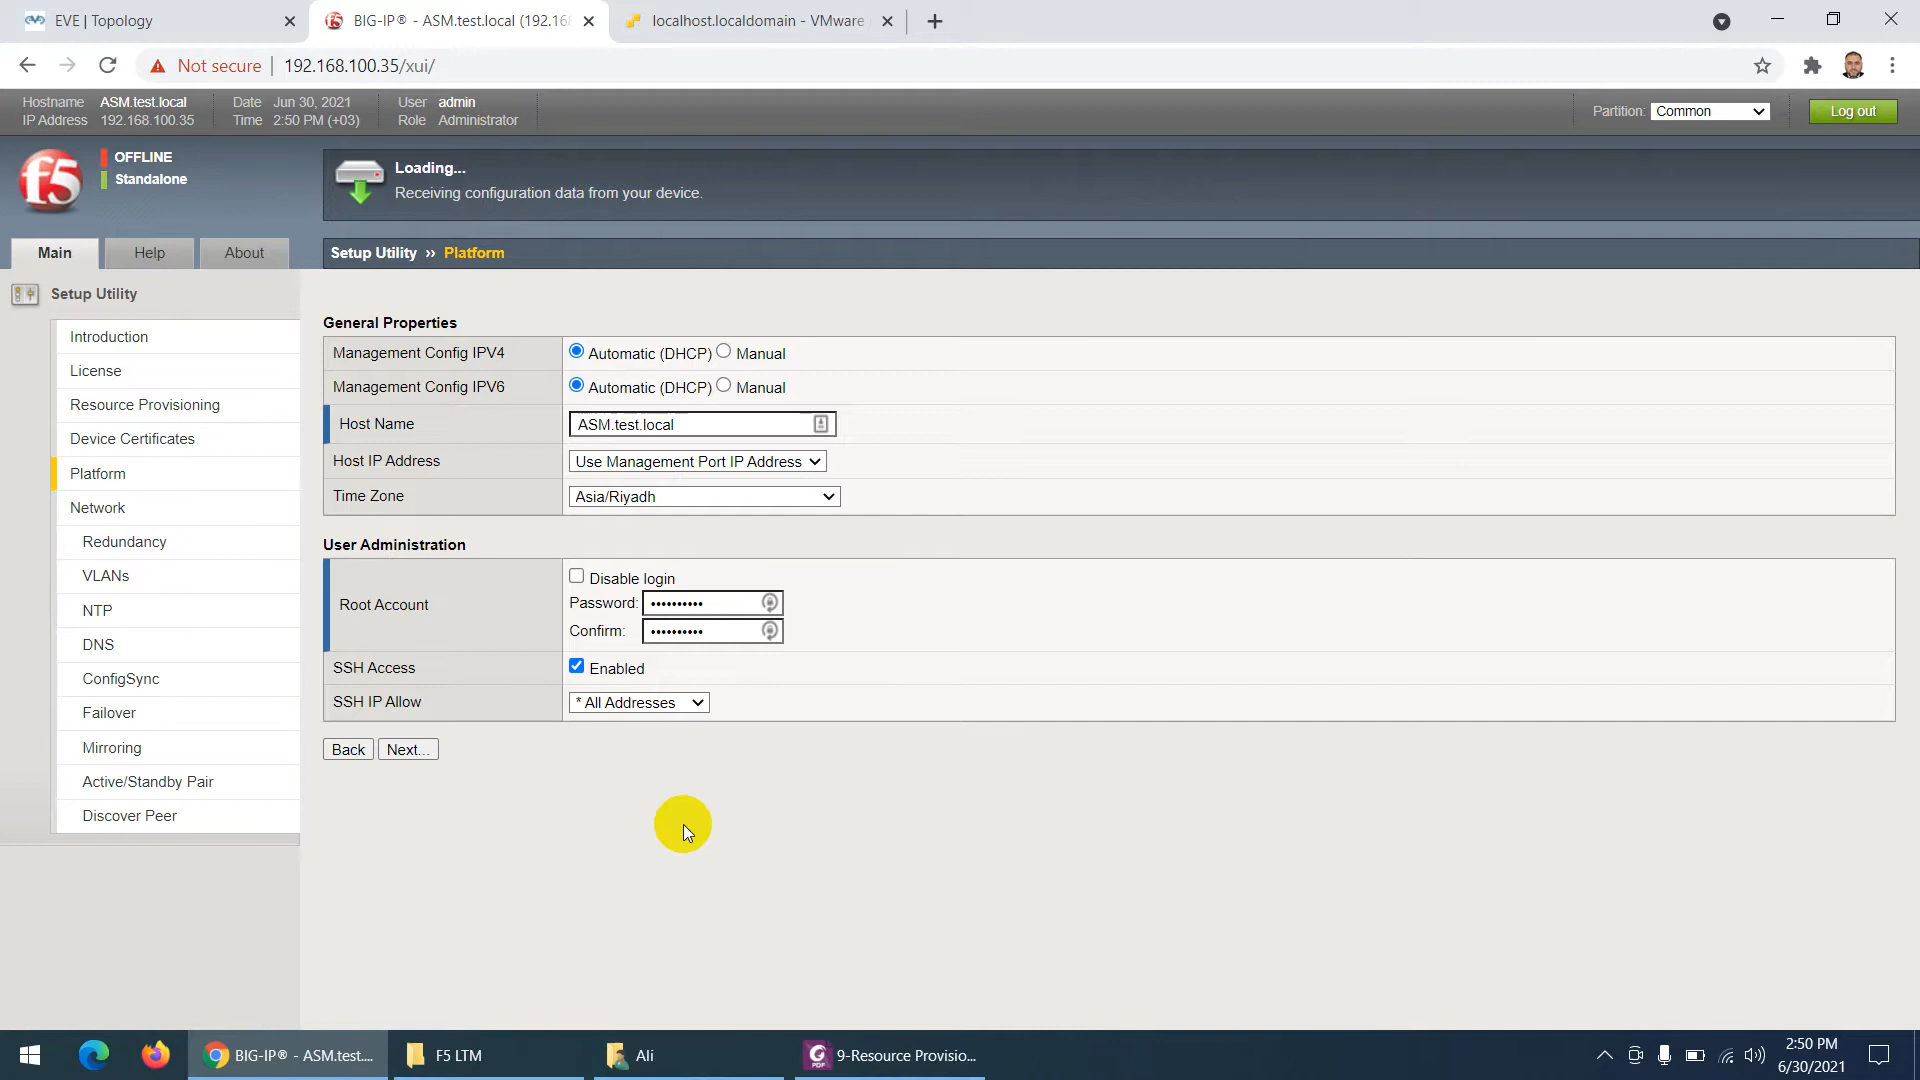 EVE | Topology
BIG-IP® - ASM.test.local (192.168
localhost.localdomain - VMware
Not secure | 192.168.100.35/xui/
Hostname ASM.test.local
IP Address 192.168.100.35
Date Jun 30, 2021
Time 2:50 PM (+03)
User admin
Role Administrator
Partition: Common
Log out
f5
OFFLINE
Standalone
Loading...
Receiving configuration data from your device.
Main
Help
About
Setup Utility ›› Platform
Setup Utility
Introduction
License
Resource Provisioning
Device Certificates
Platform
Network
Redundancy
VLANs
NTP
DNS
ConfigSync
Failover
Mirroring
Active/Standby Pair
Discover Peer
General Properties
Management Config IPV4 Automatic (DHCP) Manual
Management Config IPV6 Automatic (DHCP) Manual
Host Name ASM.test.local
Host IP Address Use Management Port IP Address
Time Zone Asia/Riyadh
User Administration
Root Account
Disable login
Password: ••••••••••
Confirm: ••••••••••
SSH Access Enabled
SSH IP Allow * All Addresses
Back Next...
BIG-IP® - ASM.test....
F5 LTM
Ali
PDF
9-Resource Provisio...
2:50 PM
6/30/2021